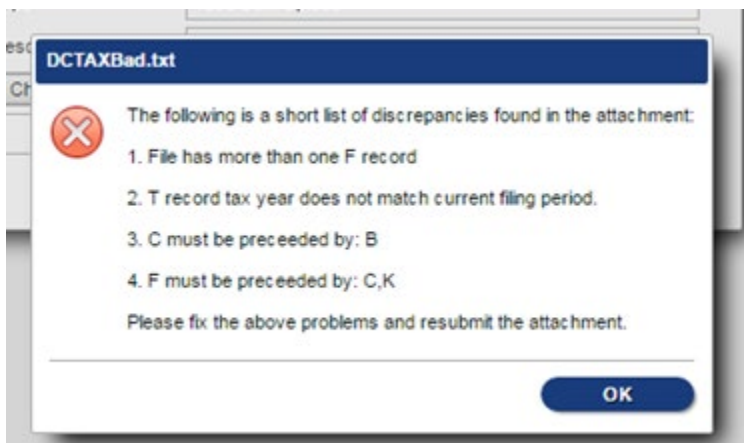 esc
DCTAXBad.txt
Ch
The following is a short list of discrepancies found in the attachment:
1. File has more than one F record
2. T record tax year does not match current filing period.
3. C must be preceeded by: B
4. F must be preceeded by: C,K
Please fix the above problems and resubmit the attachment.
OK